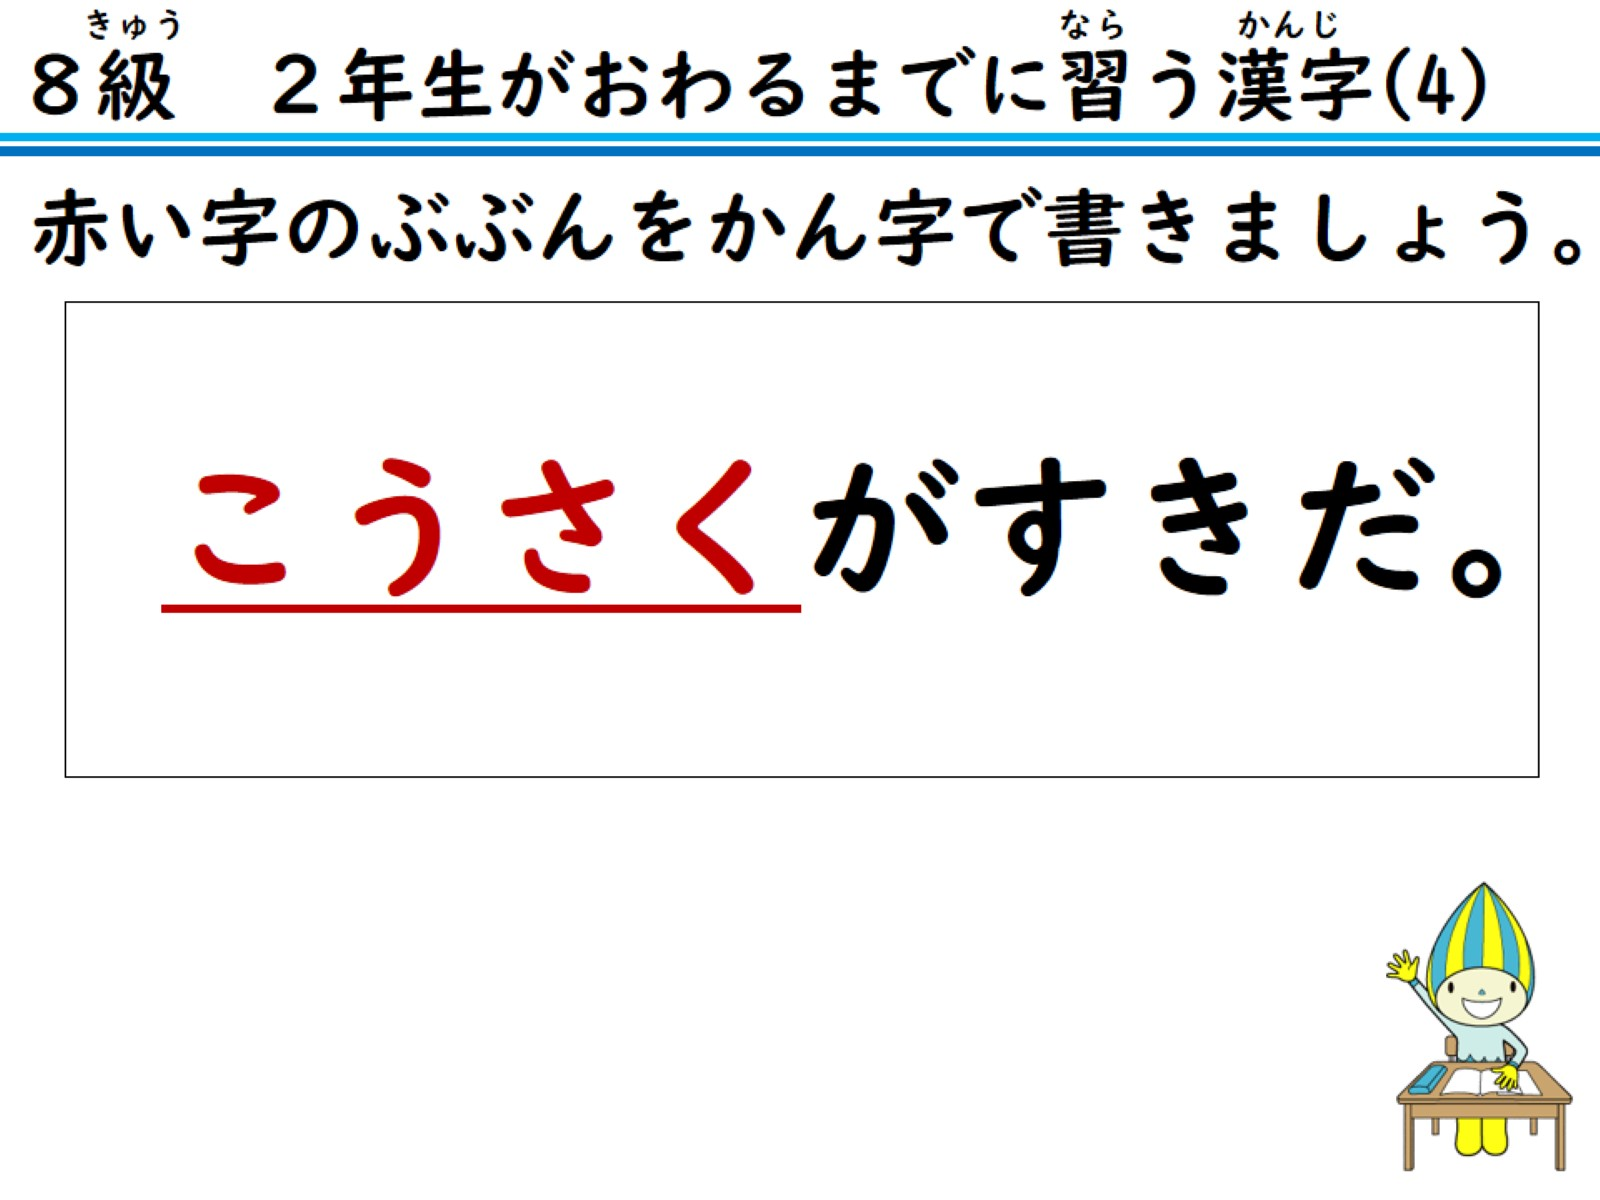 きゅう なら かんじ
８級　２年生がおわるまでに習う漢字(4)
赤い字のぶぶんをかん字で書きましょう。
こうさくがすきだ。